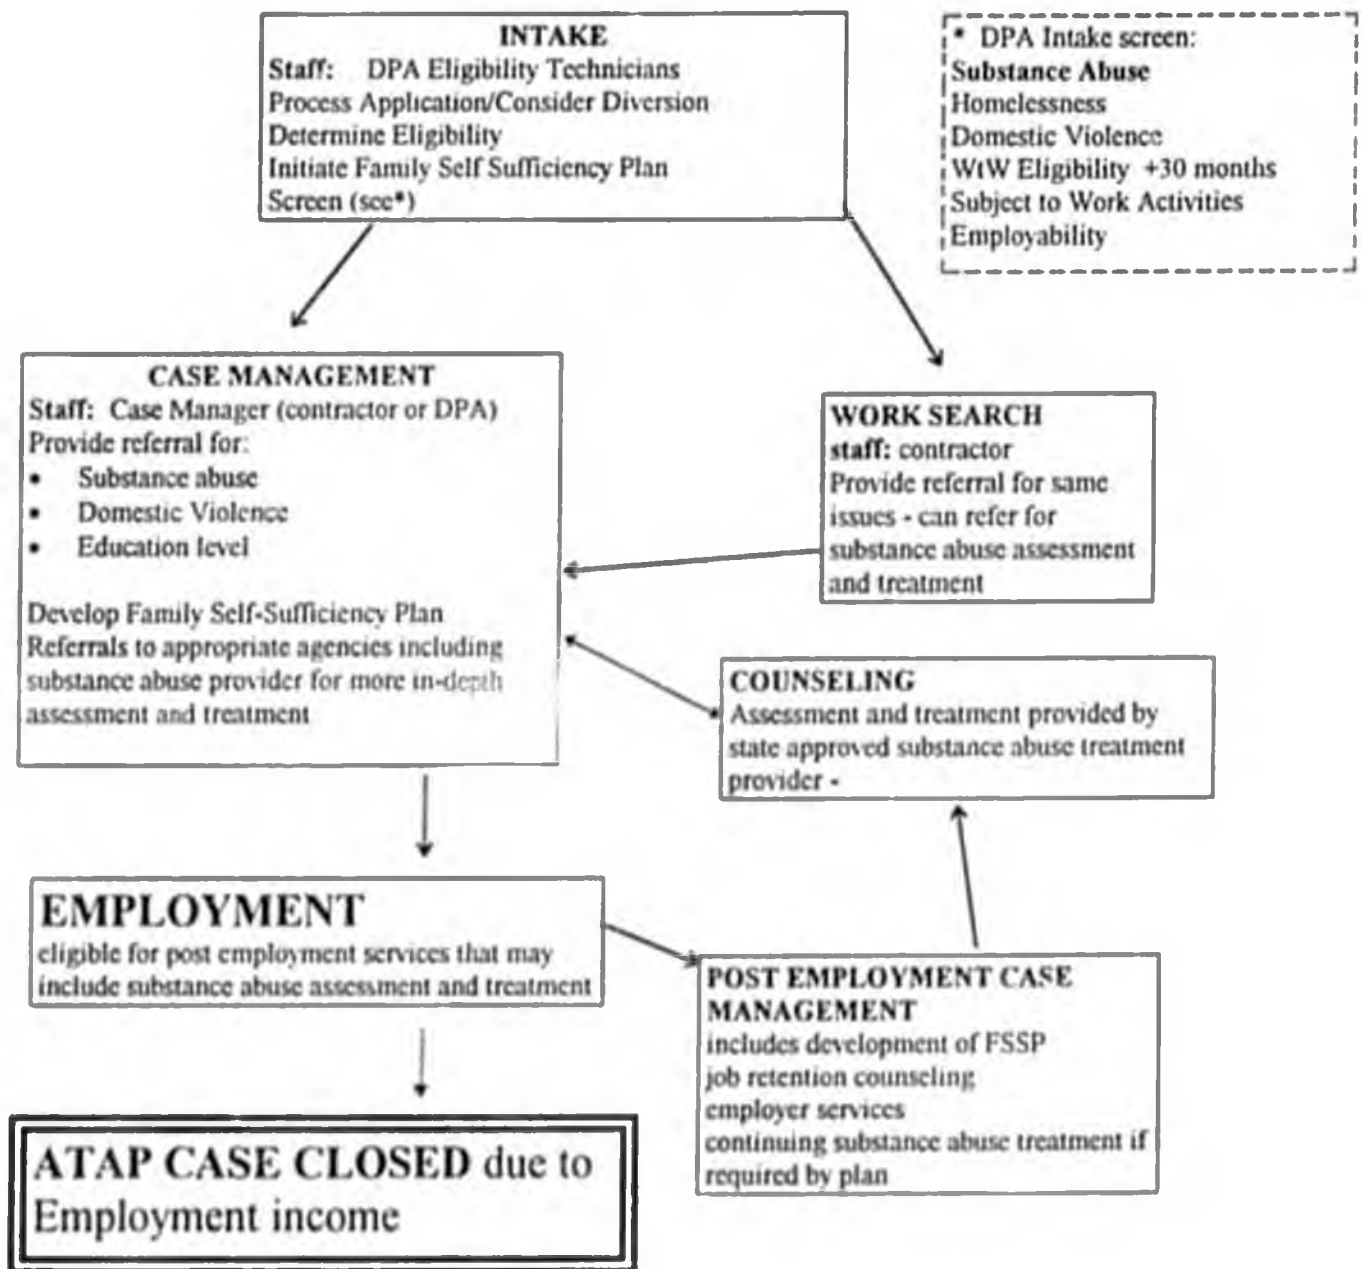 INTAKE
Staff: DPA Eligibility Technicians
Process Application/Consider Diversion
Determine Eligibility
Initiate Family Self Sufficiency Plan
Screen (see*)
* DPA Intake screen:
Substance Abuse
Homelessness
Domestic Violence
WtW Eligibility +30 months
Subject to Work Activities
Employability
CASE MANAGEMENT
Staff: Case Manager (contractor or DPA)
Provide referral for:
• Substance abuse
• Domestic Violence
• Education level
Develop Family Self-Sufficiency Plan
Referrals to appropriate agencies including
substance abuse provider for more in-depth
assessment and treatment
WORK SEARCH
staff: contractor
Provide referral for same
issues - can refer for
substance abuse assessment
and treatment
COUNSELING
Assessment and treatment provided by
state approved substance abuse treatment
provider -
EMPLOYMENT
eligible for post employment services that may
include substance abuse assessment and treatment
POST EMPLOYMENT CASE
MANAGEMENT
includes development of FSSP
job retention counseling
employer services
continuing substance abuse treatment if
required by plan
ATAP CASE CLOSED due to
Employment income